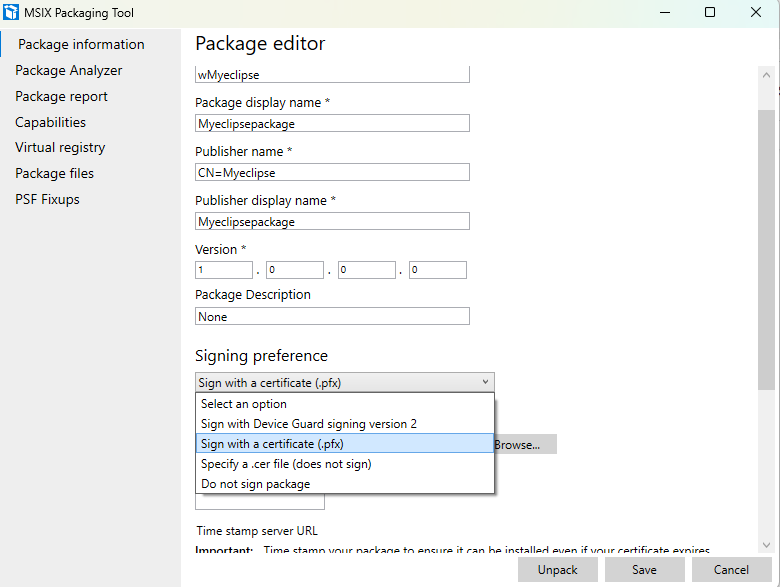 MSIX Packaging Tool
Package information
Package Analyzer
Package report
Capabilities
Virtual registry
Package files
PSF Fixups
Package editor
wMyeclipse
Package display name *
Myeclipsepackage
Publisher name *
CN=Myeclipse
Publisher display name *
Myeclipsepackage
Version *
1 . 0 . 0 . 0
Package Description
None
Signing preference
Sign with a certificate (.pfx)
Select an option
Sign with Device Guard signing version 2
Sign with a certificate (.pfx)
Browse...
Specify a .cer file (does not sign)
Do not sign package
Time stamp server URL
Important: Time stamp your package to ensure it can be installed even if your certificate expires
Unpack Save Cancel